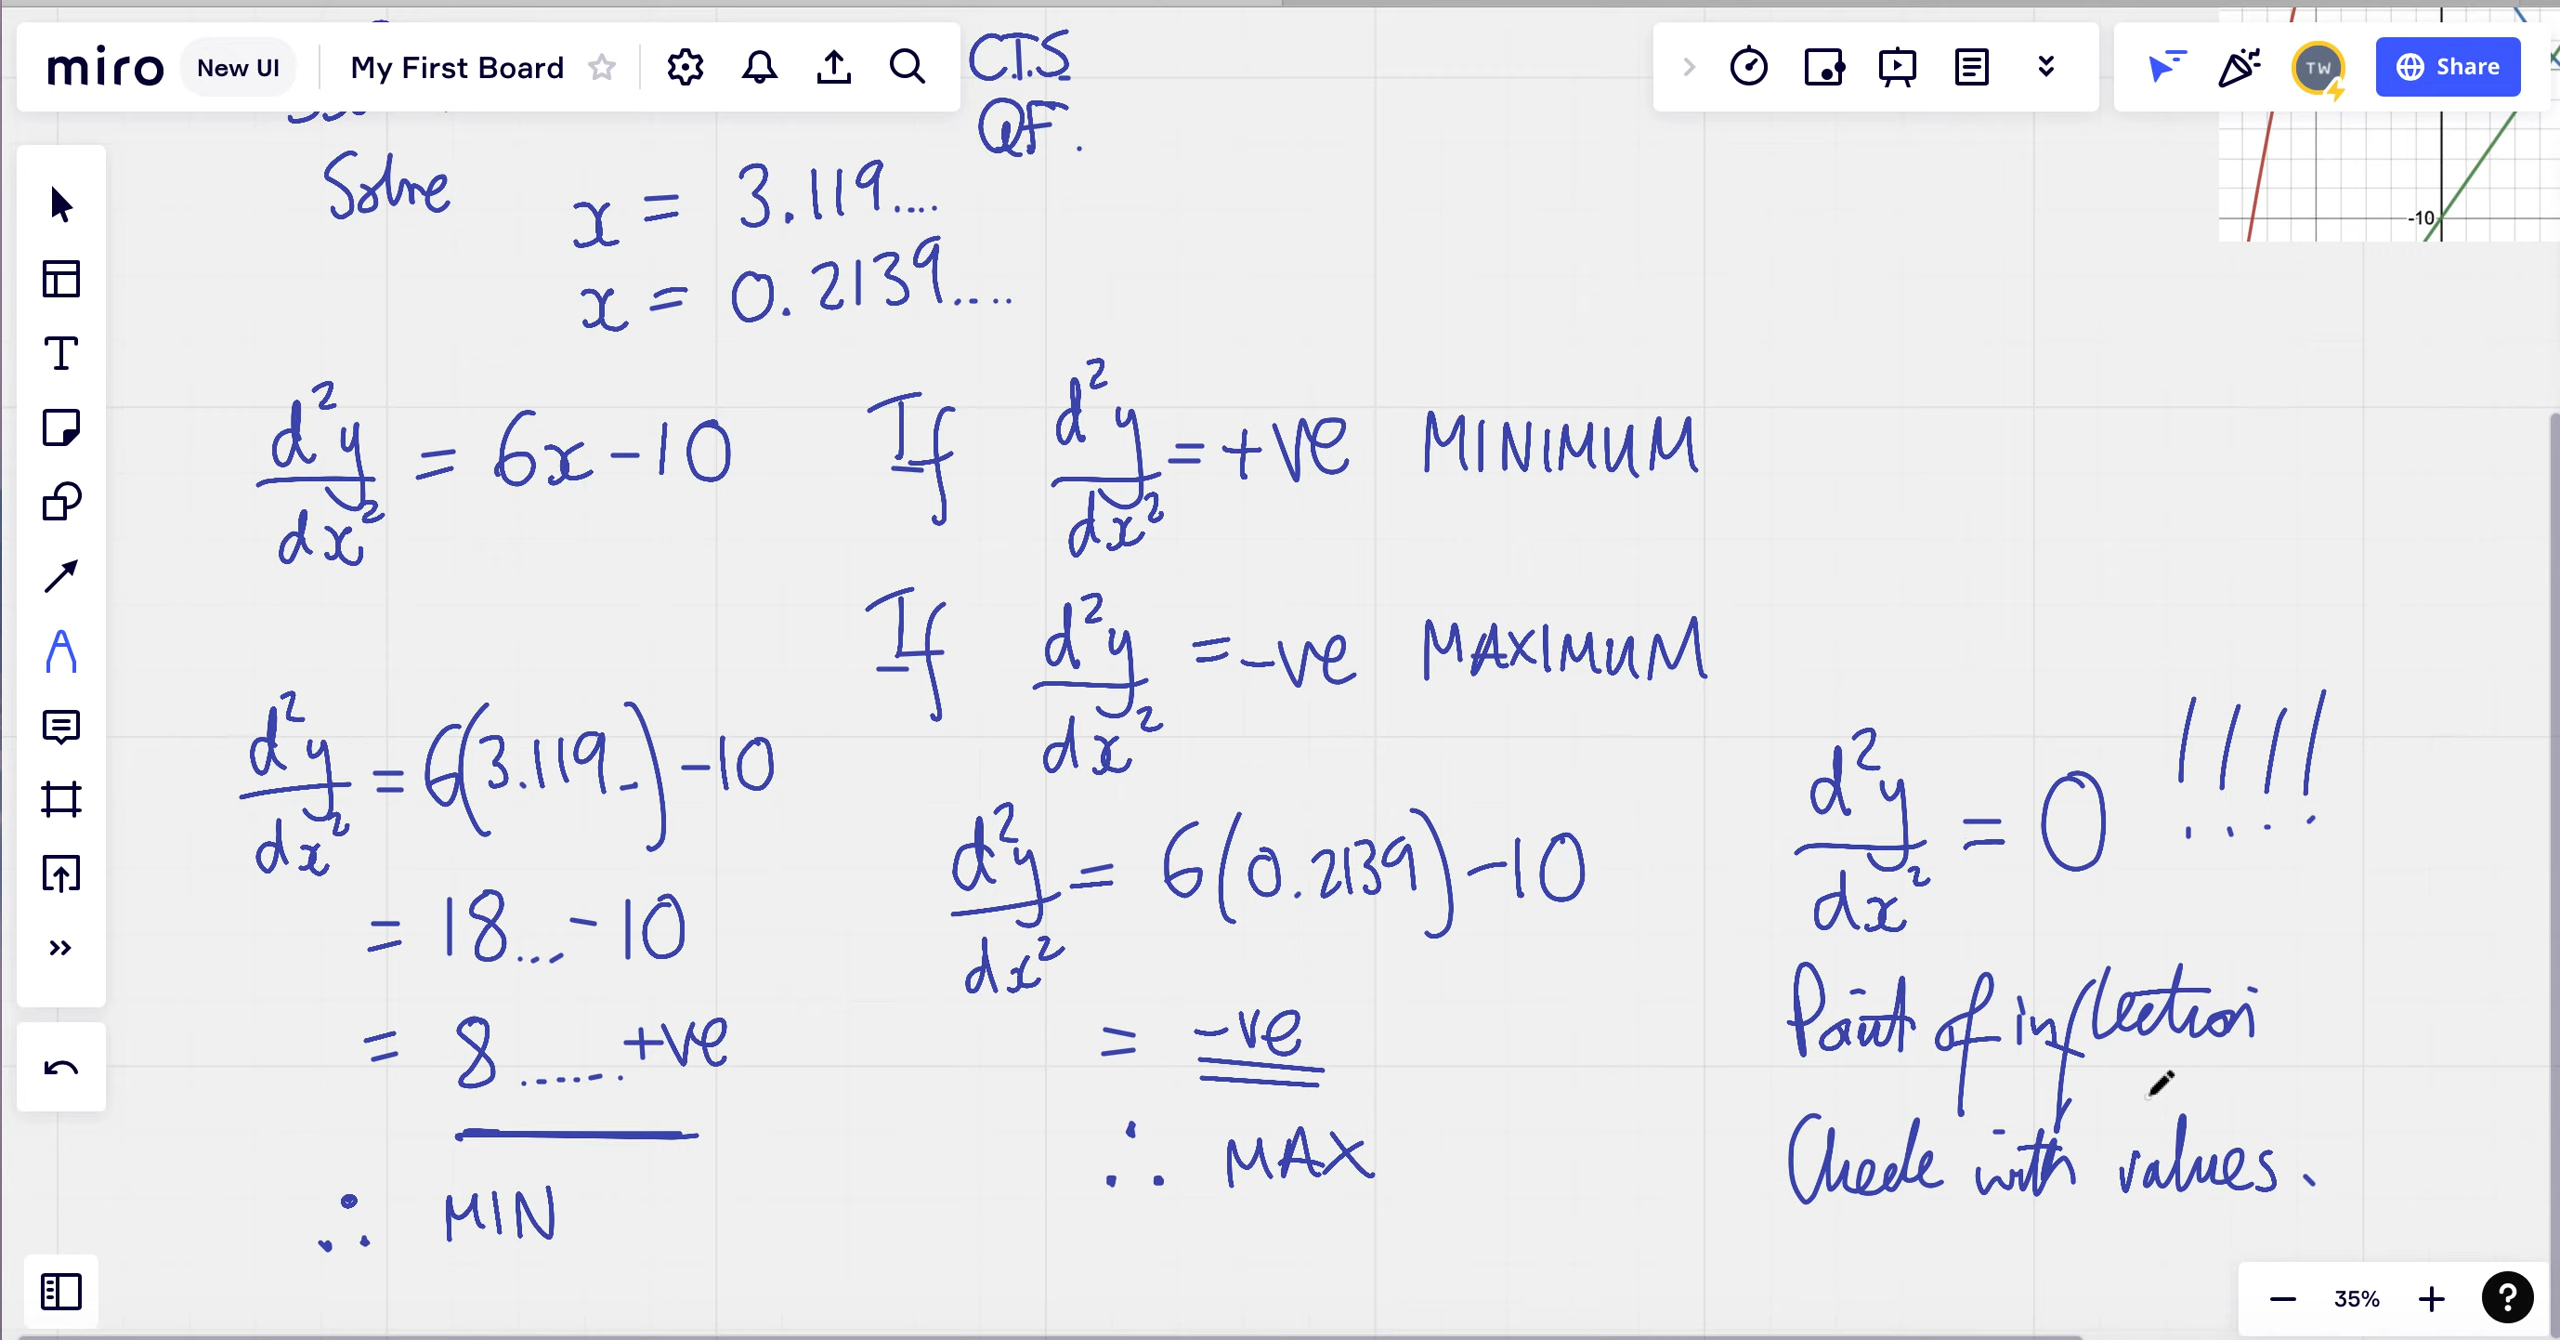 miro New UI My First Board
Share
TW
C.T.S
QF.
-10
Solve
x = 3.119....
x = 0.2139....
d²y/dx² = 6x - 10
If d²y/dx² = +ve MINIMUM
If d²y/dx² = -ve MAXIMUM
d²y/dx² = 6(3.119..) - 10
= 18... - 10
= 8....... +ve
∴ MIN
d²y/dx² = 6(0.2139) - 10
= -ve
∴ MAX
d²y/dx² = 0 !!!!
Point of inflection
Check with values.
35%